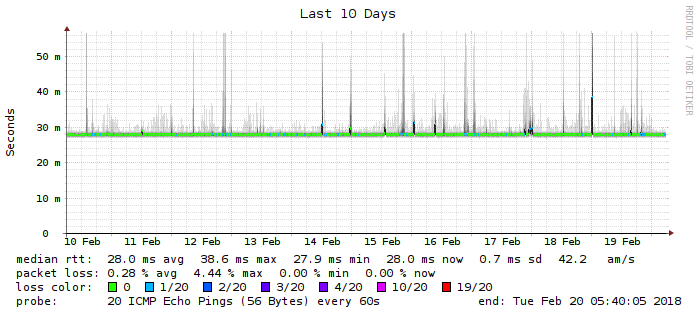 Last 10 Days
RRDTOOL / TOBI OETIKER
Seconds
50 m
40 m
30 m
20 m
10 m
0
10 Feb 11 Feb 12 Feb 13 Feb 14 Feb 15 Feb 16 Feb 17 Feb 18 Feb 19 Feb
median rtt: 28.0 ms avg 38.6 ms max 27.9 ms min 28.0 ms now 0.7 ms sd 42.2 am/s
packet loss: 0.28 % avg 4.44 % max 0.00 % min 0.00 % now
loss color: 0 1/20 2/20 3/20 4/20 10/20 19/20
probe: 20 ICMP Echo Pings (56 Bytes) every 60s end: Tue Feb 20 05:40:05 2018